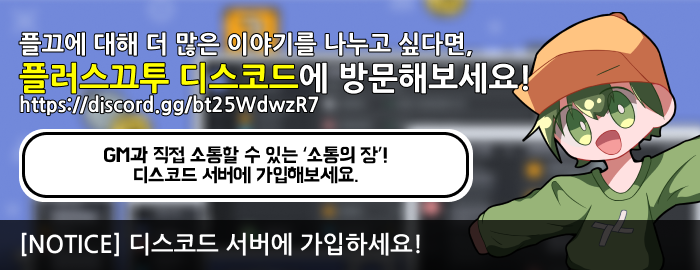 플끄에 대해 더 많은 이야기를 나누고 싶다면,
플러스끄투 디스코드에 방문해보세요!
https://discord.gg/bt25WdwzR7
GM과 직접 소통할 수 있는 '소통의 장'!
디스코드 서버에 가입해보세요.
[NOTICE] 디스코드 서버에 가입하세요!